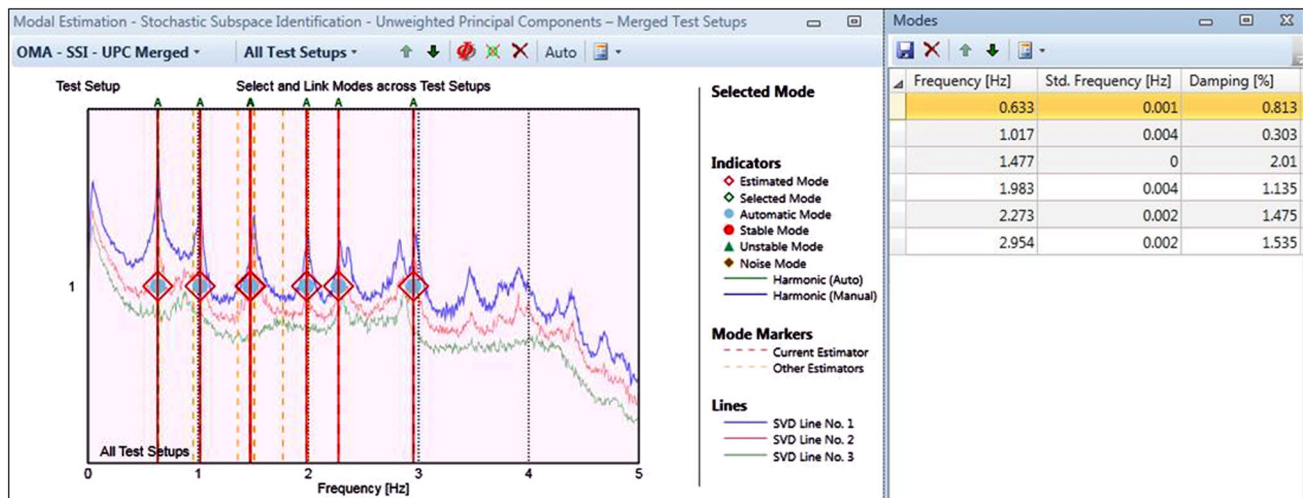 Modal Estimation - Stochastic Subspace Identification - Unweighted Principal Components – Merged Test Setups
OMA - SSI - UPC Merged
All Test Setups
Auto
Test Setup
Select and Link Modes across Test Setups
A A A A A A
1
All Test Setups
0 1 2 3 4 5
Frequency [Hz]
Selected Mode
Indicators
Estimated Mode
Selected Mode
Automatic Mode
Stable Mode
Unstable Mode
Noise Mode
Harmonic (Auto)
Harmonic (Manual)
Mode Markers
Current Estimator
Other Estimators
Lines
SVD Line No. 1
SVD Line No. 2
SVD Line No. 3
Modes
Frequency [Hz] Std. Frequency [Hz] Damping [%]
0.633 0.001 0.813
1.017 0.004 0.303
1.477 0 2.01
1.983 0.004 1.135
2.273 0.002 1.475
2.954 0.002 1.535